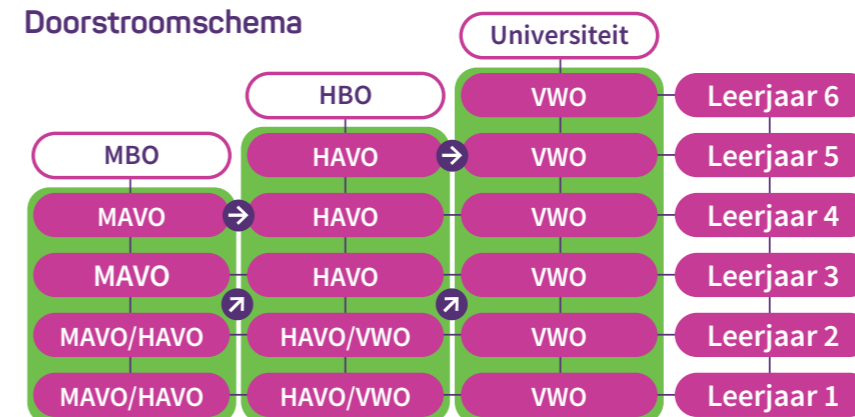 Doorstroomschema
Universiteit
HBO VWO Leerjaar 6
MBO HAVO VWO Leerjaar 5
MAVO HAVO VWO Leerjaar 4
MAVO HAVO VWO Leerjaar 3
MAVO/HAVO HAVO/VWO VWO Leerjaar 2
MAVO/HAVO HAVO/VWO VWO Leerjaar 1